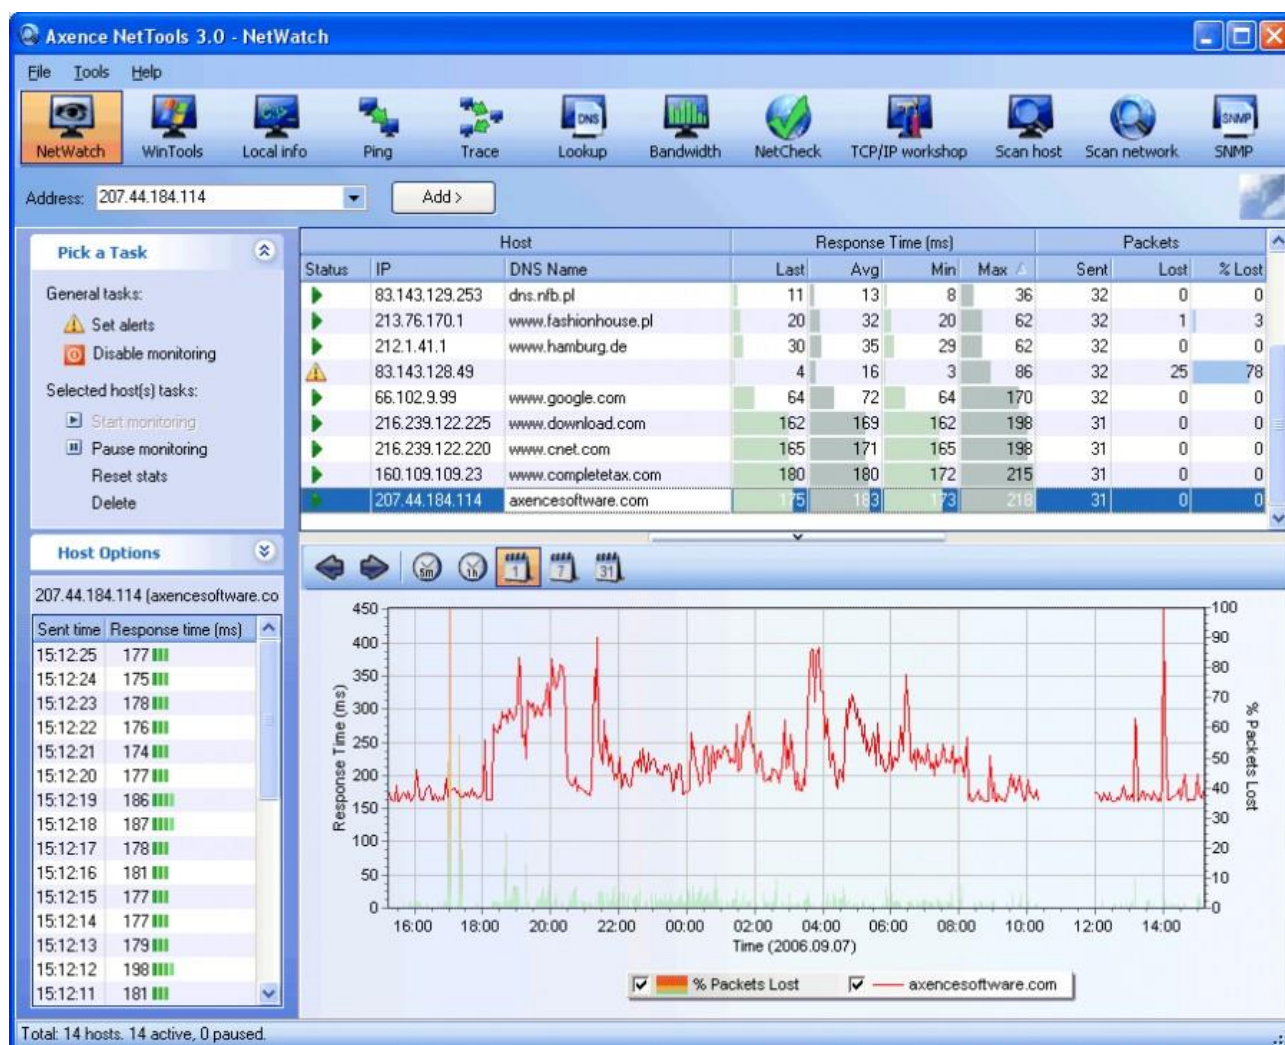 Axence NetTools 3.0 - NetWatch
File Tools Help
NetWatch WinTools Local info Ping Trace Lookup Bandwidth NetCheck TCP/IP workshop Scan host Scan network SNMP
DNS
SNMP
Address: 207.44.184.114 Add >
Pick a Task
General tasks:
Set alerts
Disable monitoring
Selected host(s) tasks:
Start monitoring
Pause monitoring
Reset stats
Delete
Host Response Time (ms) Packets
Status IP DNS Name Last Avg Min Max Sent Lost % Lost
83.143.129.253 dns.nfb.pl 11 13 8 36 32 0 0
213.76.170.1 www.fashionhouse.pl 20 32 20 62 32 1 3
212.1.41.1 www.hamburg.de 30 35 29 62 32 0 0
83.143.128.49 4 16 3 86 32 25 78
66.102.9.99 www.google.com 64 72 64 170 32 0 0
216.239.122.225 www.download.com 162 169 162 198 31 0 0
216.239.122.220 www.cnet.com 165 171 165 198 31 0 0
160.109.109.23 www.completetax.com 180 180 172 215 31 0 0
207.44.184.114 axencesoftware.com 175 183 173 218 31 0 0
Host Options
207.44.184.114 (axencesoftware.co
Sent time Response time (ms)
15:12:25 177
15:12:24 175
15:12:23 178
15:12:22 176
15:12:21 174
15:12:20 177
15:12:19 186
15:12:18 187
15:12:17 178
15:12:16 181
15:12:15 177
15:12:14 177
15:12:13 179
15:12:12 198
15:12:11 181
5m 1h 1 7 31
Response Time (ms)
450
400
350
300
250
200
150
100
50
0
100
90
80
70
60
50
40
30
20
10
0
% Packets Lost
16:00 18:00 20:00 22:00 00:00 02:00 04:00 06:00 08:00 10:00 12:00 14:00
Time (2006.09.07)
% Packets Lost axencesoftware.com
Total: 14 hosts. 14 active, 0 paused.